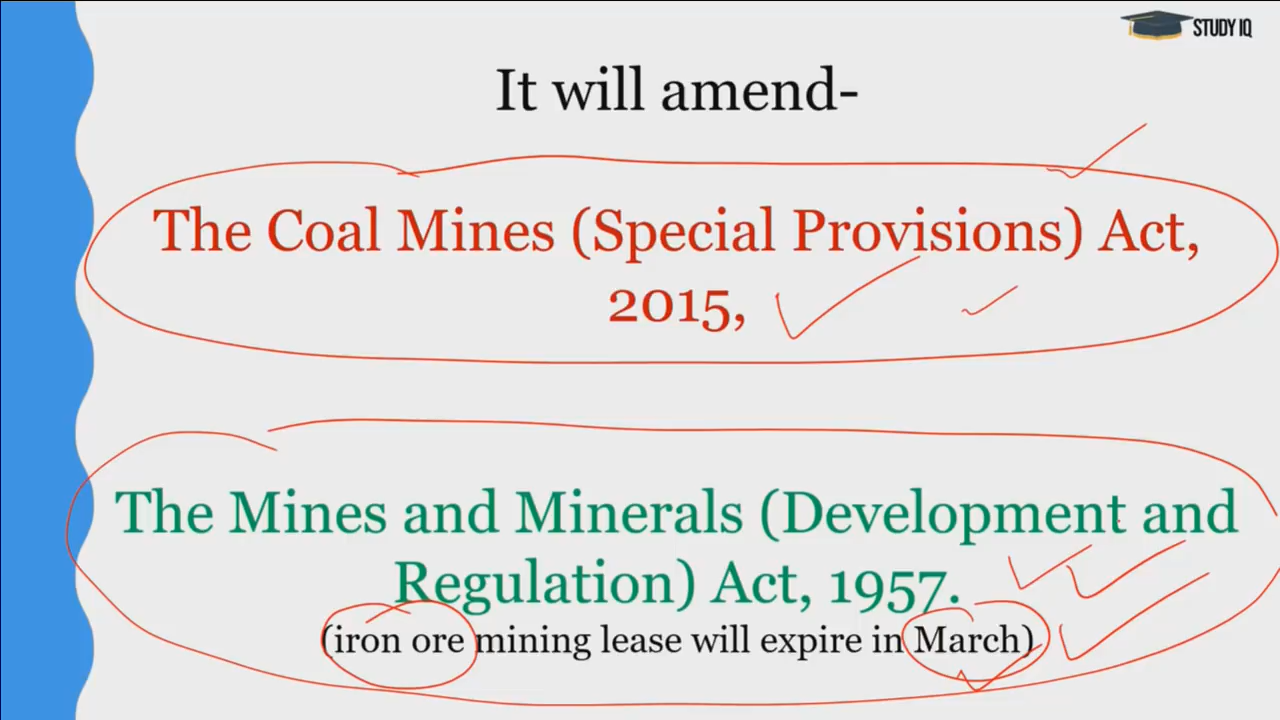 STUDY IQ
It will amend-
The Coal Mines (Special Provisions) Act,
2015,
The Mines and Minerals (Development and
Regulation) Act, 1957.
(iron ore mining lease will expire in March)